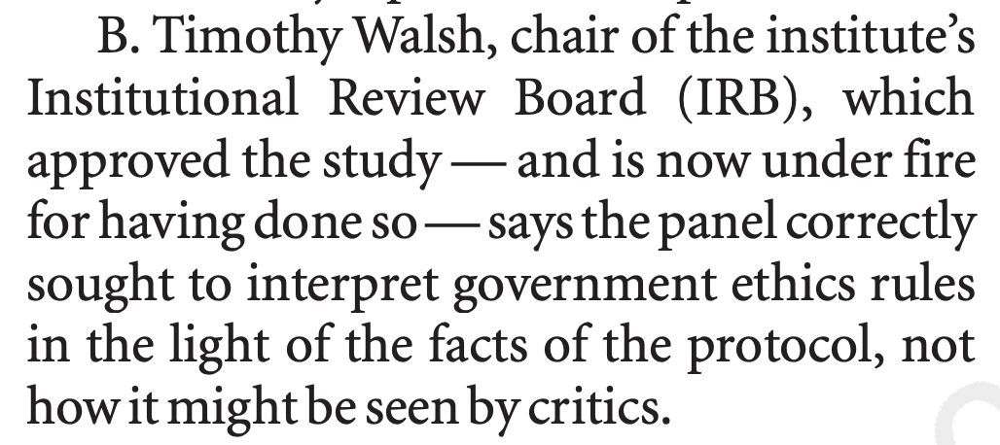 B. Timothy Walsh, chair of the institute’s
Institutional Review Board (IRB), which
approved the study — and is now under fire
for having done so — says the panel correctly
sought to interpret government ethics rules
in the light of the facts of the protocol, not
how it might be seen by critics.